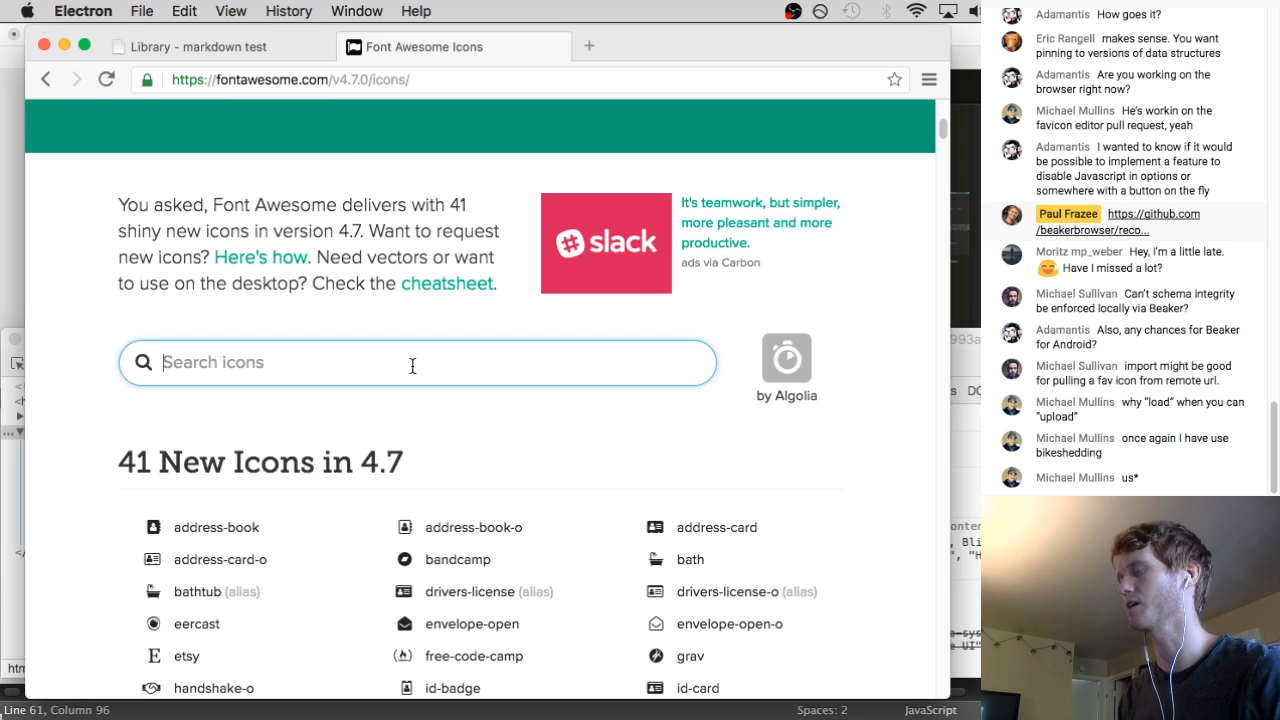 Electron File Edit View History Window Help
Library - markdown test
Font Awesome Icons
https://fontawesome.com/v4.7.0/icons/
You asked, Font Awesome delivers with 41
shiny new icons in version 4.7. Want to request
new icons? Here's how. Need vectors or want
to use on the desktop? Check the cheatsheet.
slack
It's teamwork, but simpler,
more pleasant and more
productive.
ads via Carbon
Search icons
by Algolia
41 New Icons in 4.7
address-book address-book-o address-card
address-card-o bandcamp bath
bathtub (alias) drivers-license (alias) drivers-license-o (alias)
eercast envelope-open envelope-open-o
etsy free-code-camp grav
handshake-o id-badge id-card
Line 61, Column 96
Spaces: 2
JavaScript
Adamantis How goes it?
Eric Rangell makes sense. You want
pinning to versions of data structures
Adamantis Are you working on the
browser right now?
Michael Mullins He's workin on the
favicon editor pull request, yeah
Adamantis I wanted to know if it would
be possible to implement a feature to
disable Javascript in options or
somewhere with a button on the fly
Paul Frazee https://github.com
/beakerbrowser/reco...
Moritz mp_weber Hey, I'm a little late.
Have I missed a lot?
Michael Sullivan Can't schema integrity
be enforced locally via Beaker?
Adamantis Also, any chances for Beaker
for Android?
Michael Sullivan import might be good
for pulling a fav icon from remote url.
Michael Mullins why "load" when you can
"upload"
Michael Mullins once again I have use
bikeshedding
Michael Mullins us*